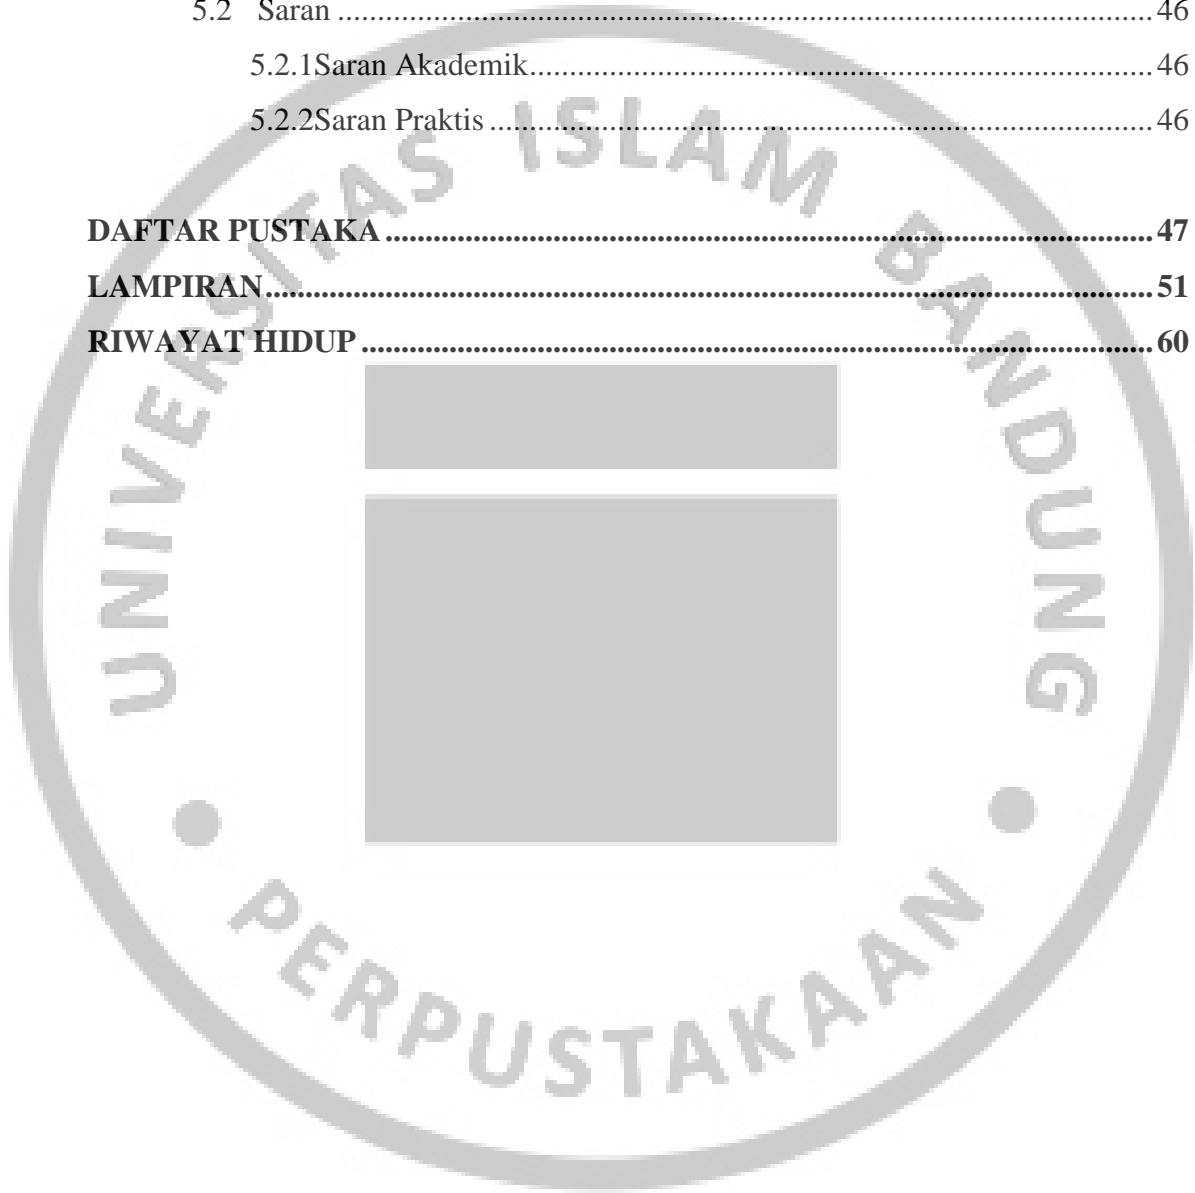 5.2 Saran ........................................................................................................ 46
5.2.1Saran Akademik................................................................................ 46
5.2.2Saran Praktis ..................................................................................... 46
DAFTAR PUSTAKA .................................................................................................. 47
LAMPIRAN................................................................................................................. 51
RIWAYAT HIDUP ..................................................................................................... 60
UNIVERSITAS ISLAM BANDUNG
PERPUSTAKAAN